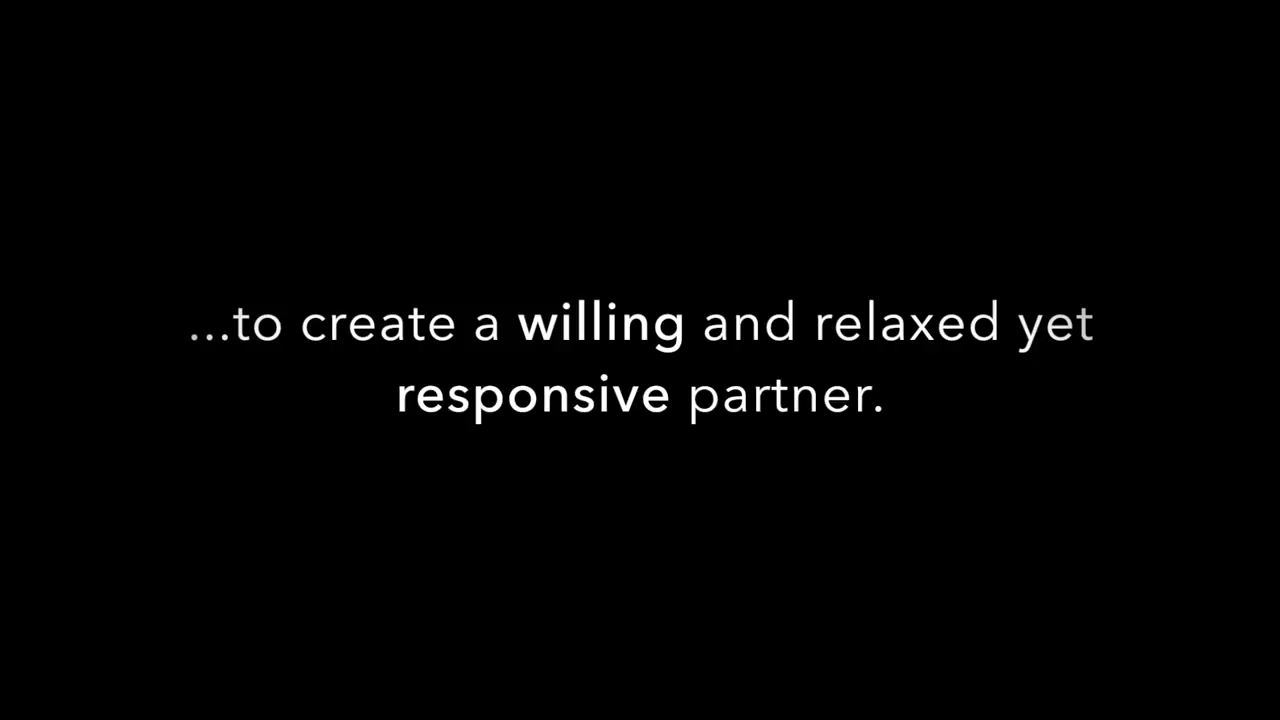 ...to create a willing and relaxed yet
responsive partner.